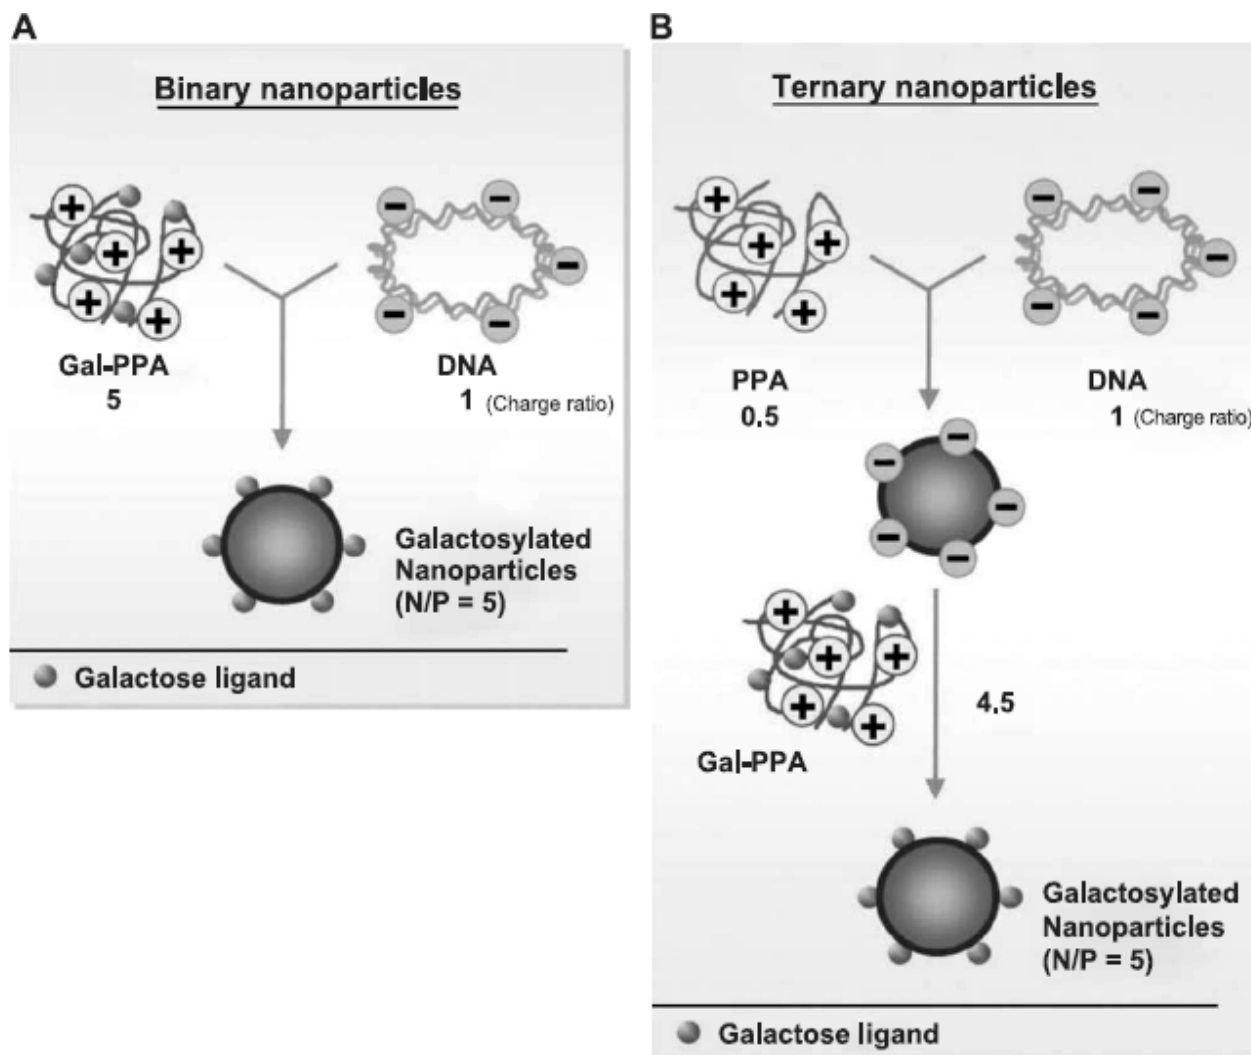 A
Binary nanoparticles
+
+
+
+
+
−
−
−
−
−
Gal-PPA
5
DNA
1 (Charge ratio)
Galactosylated
Nanoparticles
(N/P = 5)
Galactose ligand
B
Ternary nanoparticles
+
+
+
+
+
−
−
−
−
−
PPA
0.5
DNA
1 (Charge ratio)
−
−
−
−
−
+
+
+
+
+
4.5
Gal-PPA
Galactosylated
Nanoparticles
(N/P = 5)
Galactose ligand